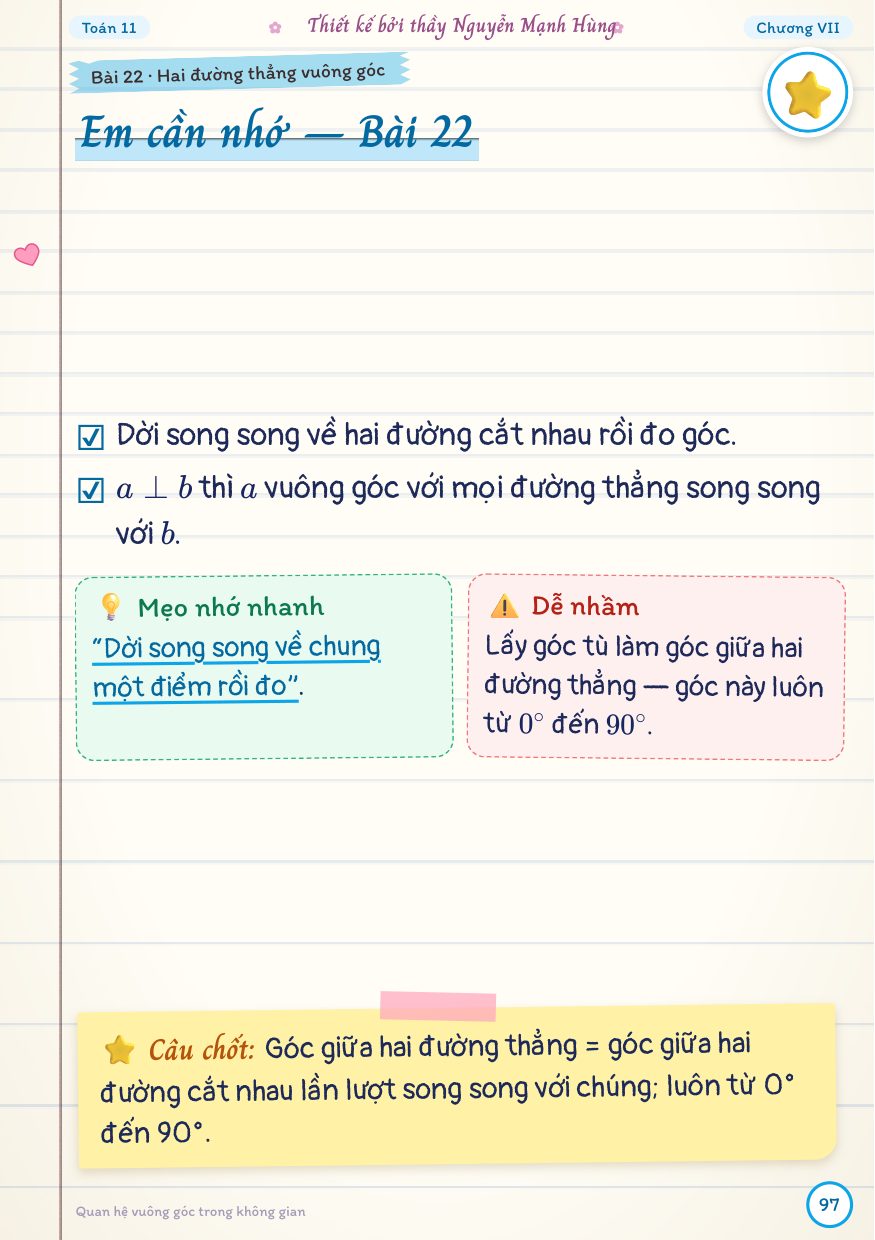 Toán 11
Thiết kế bởi thầy Nguyễn Mạnh Hùng
Chương VII
Bài 22 · Hai đường thẳng vuông góc
Em cần nhớ — Bài 22
☑ Dời song song về hai đường cắt nhau rồi đo góc.
☑ a ⊥ b thì a vuông góc với mọi đường thẳng song song
với b.
Mẹo nhớ nhanh
“Dời song song về chung
một điểm rồi đo”.
Dễ nhầm
Lấy góc tù làm góc giữa hai
đường thẳng — góc này luôn
từ 0° đến 90°.
Câu chốt: Góc giữa hai đường thẳng = góc giữa hai
đường cắt nhau lần lượt song song với chúng; luôn từ 0°
đến 90°.
Quan hệ vuông góc trong không gian
97